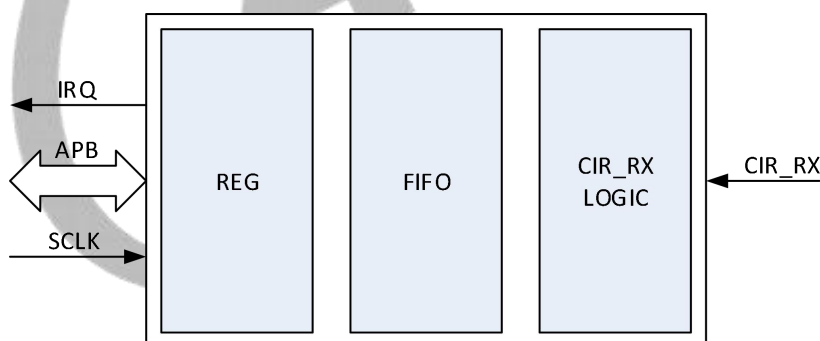 IRQ
APB
SCLK
REG
FIFO
CIR_RX
LOGIC
CIR_RX